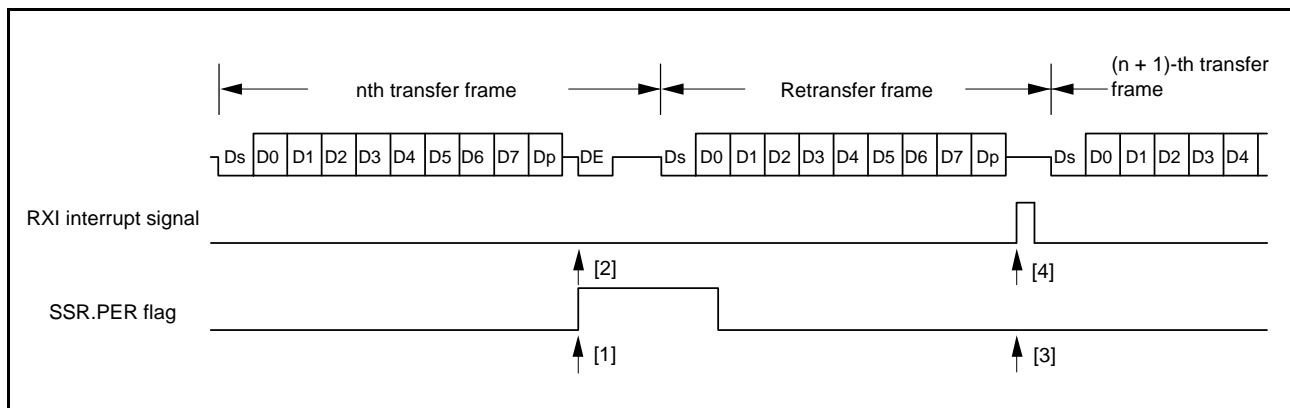 nth transfer frame
Retransfer frame
(n + 1)-th transfer
frame
Ds D0 D1 D2 D3 D4 D5 D6 D7 Dp DE Ds D0 D1 D2 D3 D4 D5 D6 D7 Dp Ds D0 D1 D2 D3 D4
RXI interrupt signal
[2] [4]
SSR.PER flag
[1] [3]